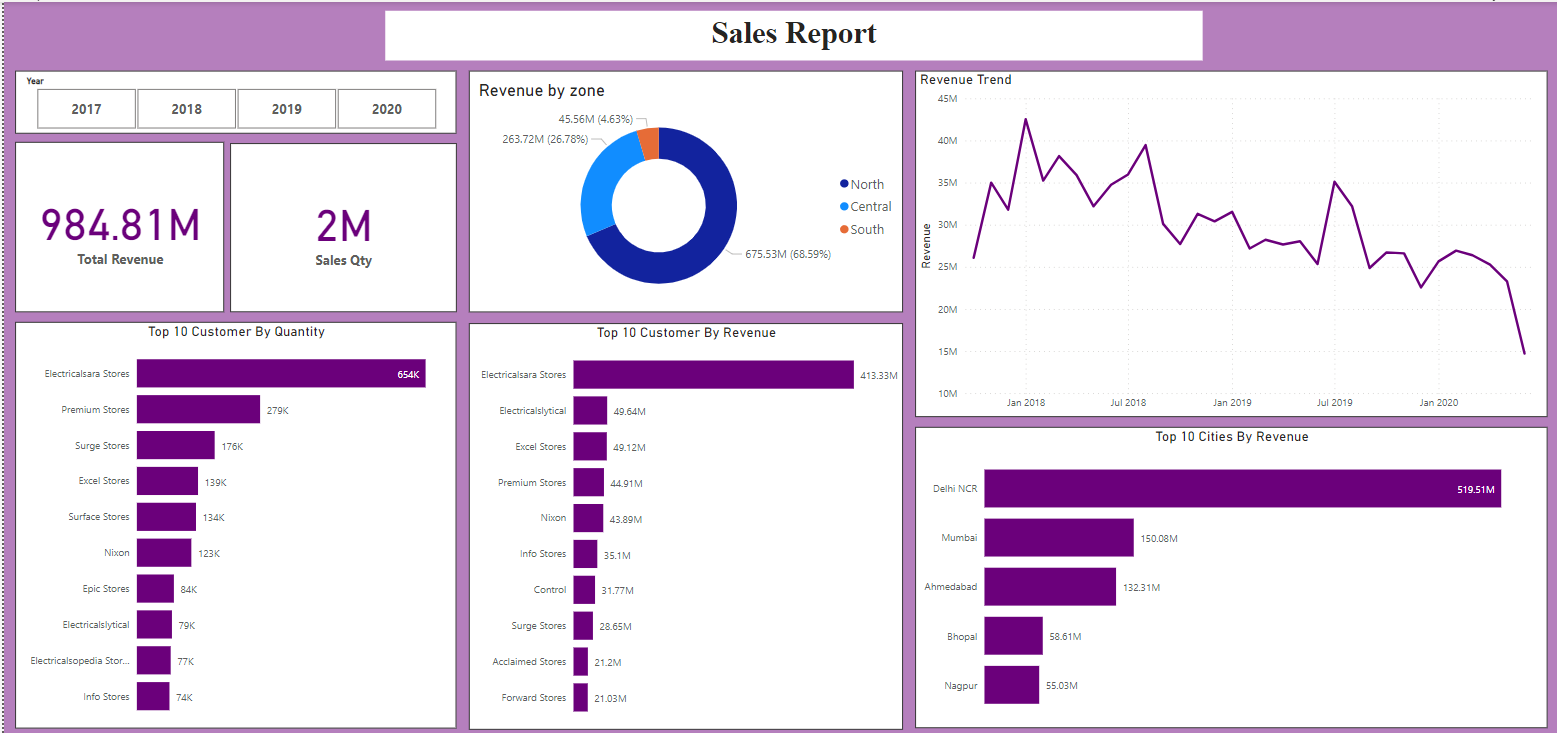 Sales Report
Year
2017 2018 2019 2020
984.81M
Total Revenue
2M
Sales Qty
Revenue by zone
45.56M (4.63%)
263.72M (26.78%)
675.53M (68.59%)
North
Central
South
Revenue Trend
Revenue
45M
40M
35M
30M
25M
20M
15M
10M
Jan 2018 Jul 2018 Jan 2019 Jul 2019 Jan 2020
Top 10 Customer By Quantity
Electricalsara Stores 654K
Premium Stores 279K
Surge Stores 176K
Excel Stores 139K
Surface Stores 134K
Nixon 123K
Epic Stores 84K
Electricalslytical 79K
Electricalsopedia Stor... 77K
Info Stores 74K
Top 10 Customer By Revenue
Electricalsara Stores 413.33M
Electricalslytical 49.64M
Excel Stores 49.12M
Premium Stores 44.91M
Nixon 43.89M
Info Stores 35.1M
Control 31.77M
Surge Stores 28.65M
Acclaimed Stores 21.2M
Forward Stores 21.03M
Top 10 Cities By Revenue
Delhi NCR 519.51M
Mumbai 150.08M
Ahmedabad 132.31M
Bhopal 58.61M
Nagpur 55.03M